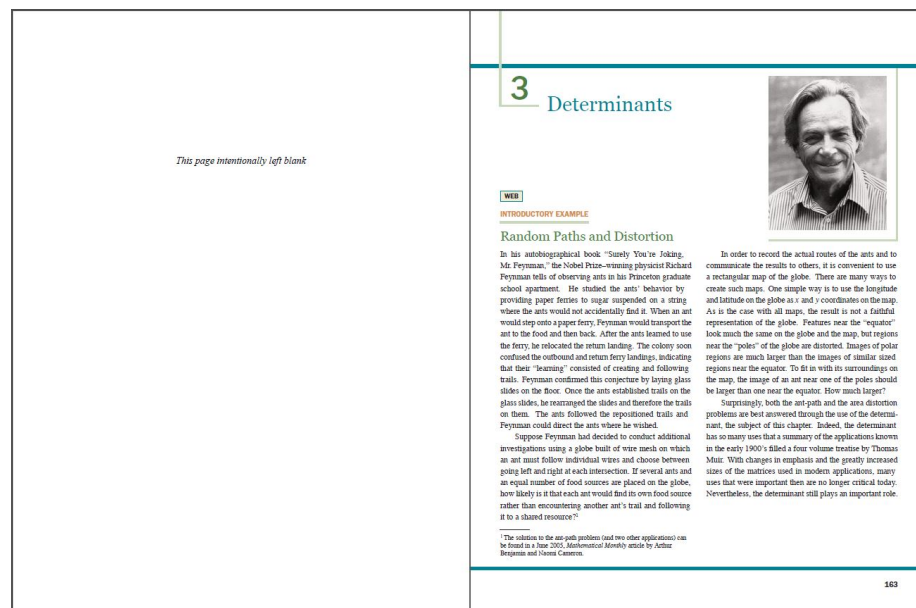 This page intentionally left blank
3
Determinants
WEB
INTRODUCTORY EXAMPLE
Random Paths and Distortion
In his autobiographical book "Surely You're Joking,
Mr. Feynman," the Nobel Prize–winning physicist Richard
Feynman tells of observing ants in his Princeton graduate
school apartment. He studied the ants' behavior by
providing paper ferries to sugar suspended on a string
where the ants would not accidentally find it. When an ant
would step onto a paper ferry, Feynman would transport the
ant to the food and then back. After the ants learned to use
the ferry, he relocated the return landing. The colony soon
confused the outbound and return ferry landings, indicating
that their "learning" consisted of creating and following
trails. Feynman confirmed this conjecture by laying glass
slides on the floor. Once the ants established trails on the
glass slides, he rearranged the slides and therefore the trails
on them. The ants followed the repositioned trails and
Feynman could direct the ants where he wished.
Suppose Feynman had decided to conduct additional
investigations using a globe built of wire mesh on which
an ant must follow individual wires and choose between
going left and right at each intersection. If several ants and
an equal number of food sources are placed on the globe,
how likely is it that each ant would find its own food source
rather than encountering another ant's trail and following
it to a shared resource?¹
¹ The solution to the ant-path problem (and two other applications) can
be found in a June 2005, Mathematical Monthly article by Arthur
Benjamin and Naomi Cameron.
In order to record the actual routes of the ants and to
communicate the results to others, it is convenient to use
a rectangular map of the globe. There are many ways to
create such maps. One simple way is to use the longitude
and latitude on the globe as x and y coordinates on the map.
As is the case with all maps, the result is not a faithful
representation of the globe. Features near the "equator"
look much the same on the globe and the map, but regions
near the "poles" of the globe are distorted. Images of polar
regions are much larger than the images of similar sized
regions near the equator. To fit in with its surroundings on
the map, the image of an ant near one of the poles should
be larger than one near the equator. How much larger?
Surprisingly, both the ant-path and the area distortion
problems are best answered through the use of the determi-
nant, the subject of this chapter. Indeed, the determinant
has so many uses that a summary of the applications known
in the early 1900's filled a four volume treatise by Thomas
Muir. With changes in emphasis and the greatly increased
sizes of the matrices used in modern applications, many
uses that were important then are no longer critical today.
Nevertheless, the determinant still plays an important role.
163